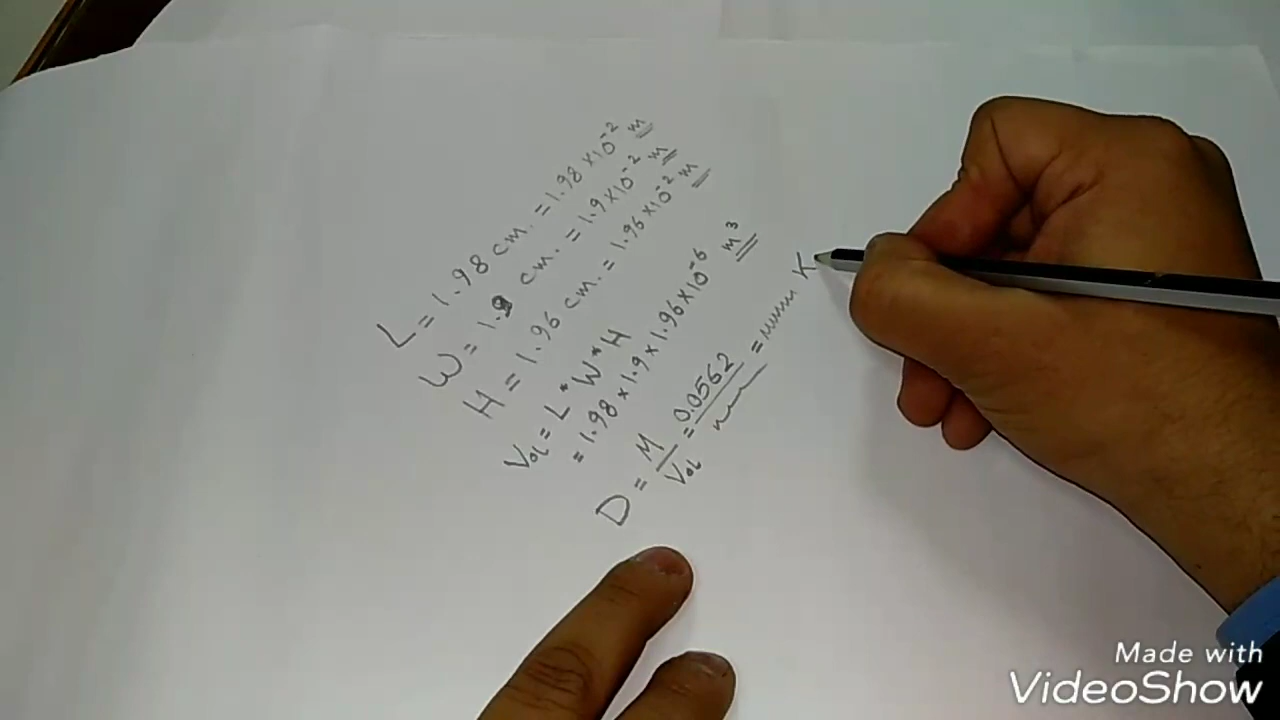 L = 1.98 cm. = 1.98 × 10⁻² m
W = 1.9 cm. = 1.9 × 10⁻² m
H = 1.96 cm. = 1.96 × 10⁻² m
Vol = L * W * H
= 1.98 × 1.9 × 1.96 × 10⁻⁶ m³
D = M / Vol = 0.0562 / = K
Made with
VideoShow